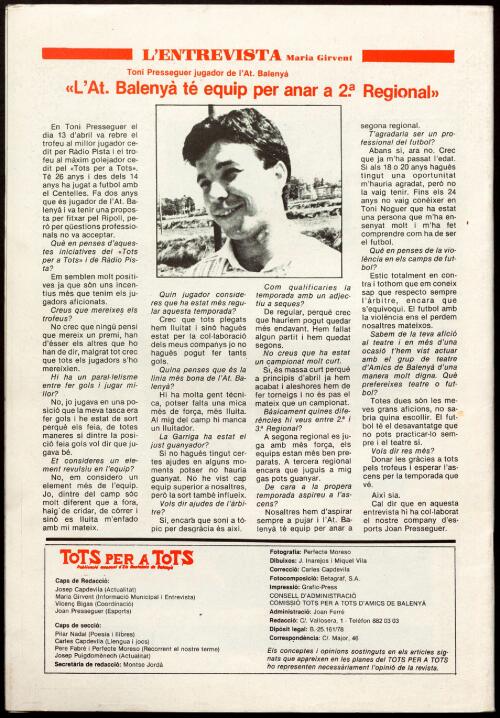 L'ENTREVISTA Maria Girvent
Toni Presseguer jugador de l'At. Balenyà
«L'At. Balenyà té equip per anar a 2.ª Regional»
En Toni Presseguer el
dia 13 d'abril va rebre el
trofeu al millor jugador ce-
dit per Ràdio Pista i el tro-
feu al màxim golejador ce-
dit pel «Tots per a Tots».
Té 26 anys i des dels 14
anys ha jugat a futbol amb
el Centelles. Fa dos anys
que és jugador de l'At. Ba-
lenyà i va tenir una propos-
ta per fitxar pel Ripoll, pe-
rò per qüestions professio-
nals no va acceptar.
Què en penses d'aques-
tes iniciatives del «Tots
per a Tots» i de Ràdio Pis-
ta?
Em semblen molt positi-
ves ja que són uns incen-
tius més que tenim els ju-
gadors aficionats.
Creus que mereixes els
trofeus?
No crec que ningú pensi
que mereix un premi, han
d'ésser els altres que ho
han de dir, malgrat tot crec
que tots els jugadors s'ho
mereixien.
Hi ha un paral·lelisme
entre fer gols i jugar mi-
llor?
No, jo jugava en una po-
sició que la meva tasca era
fer gols i he estat de sort
perquè els feia, de totes
maneres si dintre la posi-
ció feia gols vol dir que ju-
gava bé.
Et consideres un ele-
ment revulsiu en l'equip?
No, em considero un
element més de l'equip.
Jo, dintre del camp sóc
molt diferent que a fora,
haig de cridar, de córrer i
sinó es lluita m'enfado
amb mi mateix.
Quin jugador conside-
res que ha estat més regu-
lar aquesta temporada?
Crec que tots plegats
hem lluitat i sinó hagués
estat per la col·laboració
dels meus companys jo no
hagués pogut fer tants
gols.
Quina penses que és la
línia més bona de l'At. Ba-
lenyà?
Hi ha molta gent tècni-
ca, potser falta una mica
més de força, més lluita.
Al mig del camp hi manca
un lluitador.
La Garriga ha estat el
just guanyador?
Si no hagués tingut cer-
tes ajudes en alguns mo-
ments potser no hauria
guanyat. No he vist cap
equip superior a nosaltres,
però la sort també influeix.
Vols dir ajudes de l'àrbi-
tre?
Si, encara que soni a tò-
pic per desgràcia és així.
Com qualificaries la
temporada amb un adjec-
tiu a seques?
De regular, perquè crec
que hauríem pogut quedar
més endavant. Hem fallat
algun partit i hem quedat
segons.
No creus que ha estat
un campionat molt curt.
Si, és massa curt perquè
a principis d'abril ja hem
acabat i aleshores hem de
fer torneigs i no és pas el
mateix que un campionat.
Bàsicament quines dife-
rències hi veus entre 2.ª i
3.ª Regional?
A segona regional es ju-
ga amb més força, els
equips estan més ben pre-
parats. A tercera regional
encara que juguis a mig
gas pots guanyar.
De cara a la propera
temporada aspireu a l'as-
cens?
Nosaltres hem d'aspirar
sempre a pujar i l'At. Ba-
lenyà té equip per anar a
segona regional.
T'agradaria ser un pro-
fessional del futbol?
Abans si, ara no. Crec
que ja m'ha passat l'edat.
Si als 18 o 20 anys hagués
tingut una oportunitat
m'hauria agradat, però no
la vaig tenir. Fins els 24
anys no vaig conèixer en
Toni Noguer que ha estat
una persona que m'ha en-
senyat molt i m'ha fet
comprendre com ha de ser
el futbol.
Què en penses de la vio-
lència en els camps de fut-
bol?
Estic totalment en con-
tra i tothom que em coneix
sap que respecto sempre
l'àrbitre, encara que
s'equivoqui. El futbol amb
la violència ens el perdem
nosaltres mateixos.
Sabem de la teva afició
al teatre i en més d'una
ocasió t'hem vist actuar
amb el grup de teatre
d'Amics de Balenyà d'una
manera molt digna. Què
prefereixes teatre o fut-
bol?
Totes dues són les me-
ves grans aficions, no sa-
bria quina escollir. El fut-
bol té el desavantatge que
no pots practicar-lo sem-
pre i el teatre si.
Vols dir res més?
Donar les gràcies a tots
pels trofeus i esperar l'as-
cens per la temporada que
vé.
Així sia.
Cal dir que en aquesta
entrevista hi ha col·laborat
el nostre company d'es-
ports Joan Presseguer.
TOTS PER A TOTS
Caps de Redacció:
Josep Capdevila (Actualitat)
Maria Girvent (Informació Municipal i Entrevista)
Vicenç Bigas (Coordinació)
Joan Presseguer (Esports)
Caps de secció:
Pilar Nadal (Poesia i llibres)
Carles Capdevila (Llengua i jocs)
Pere Fabré i Perfecte Moreso (Recorrent el nostre terme)
Josep Puigdomènech (Actualitat)
Secretària de redacció: Montse Jordà
Fotografia: Perfecte Moreso
Dibuixos: J. Inarejos i Miquel Vila
Correcció: Carles Capdevila
Fotocomposició: Betagraf, S.A.
Impressió: Grafic-Press
CONSELL D'ADMINISTRACIÓ
COMISSIÓ TOTS PER A TOTS D'AMICS DE BALENYÀ
Administració: Joan Ferré
Redacció: C/. Vallosera, 1 - Telèfon 882 03 03
Dipòsit legal: B.-25.161/78
Correspondència: C/. Major, 46
Els conceptes i opinions sostinguts en els articles sig-
nats que apareixen en les planes del TOTS PER A TOTS
no representen necessàriament l'opinió de la revista.